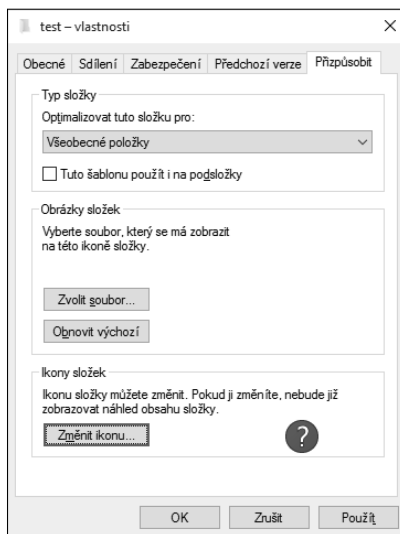 test – vlastnosti
Obecné Sdílení Zabezpečení Předchozí verze Přizpůsobit
Typ složky
Optimalizovat tuto složku pro:
Všeobecné položky
Tuto šablonu použít i na podsložky
Obrázky složek
Vyberte soubor, který se má zobrazit
na této ikoně složky.
Zvolit soubor...
Obnovit výchozí
Ikony složek
Ikonu složky můžete změnit. Pokud ji změníte, nebude již
zobrazovat náhled obsahu složky.
Změnit ikonu...
?
OK Zrušit Použít